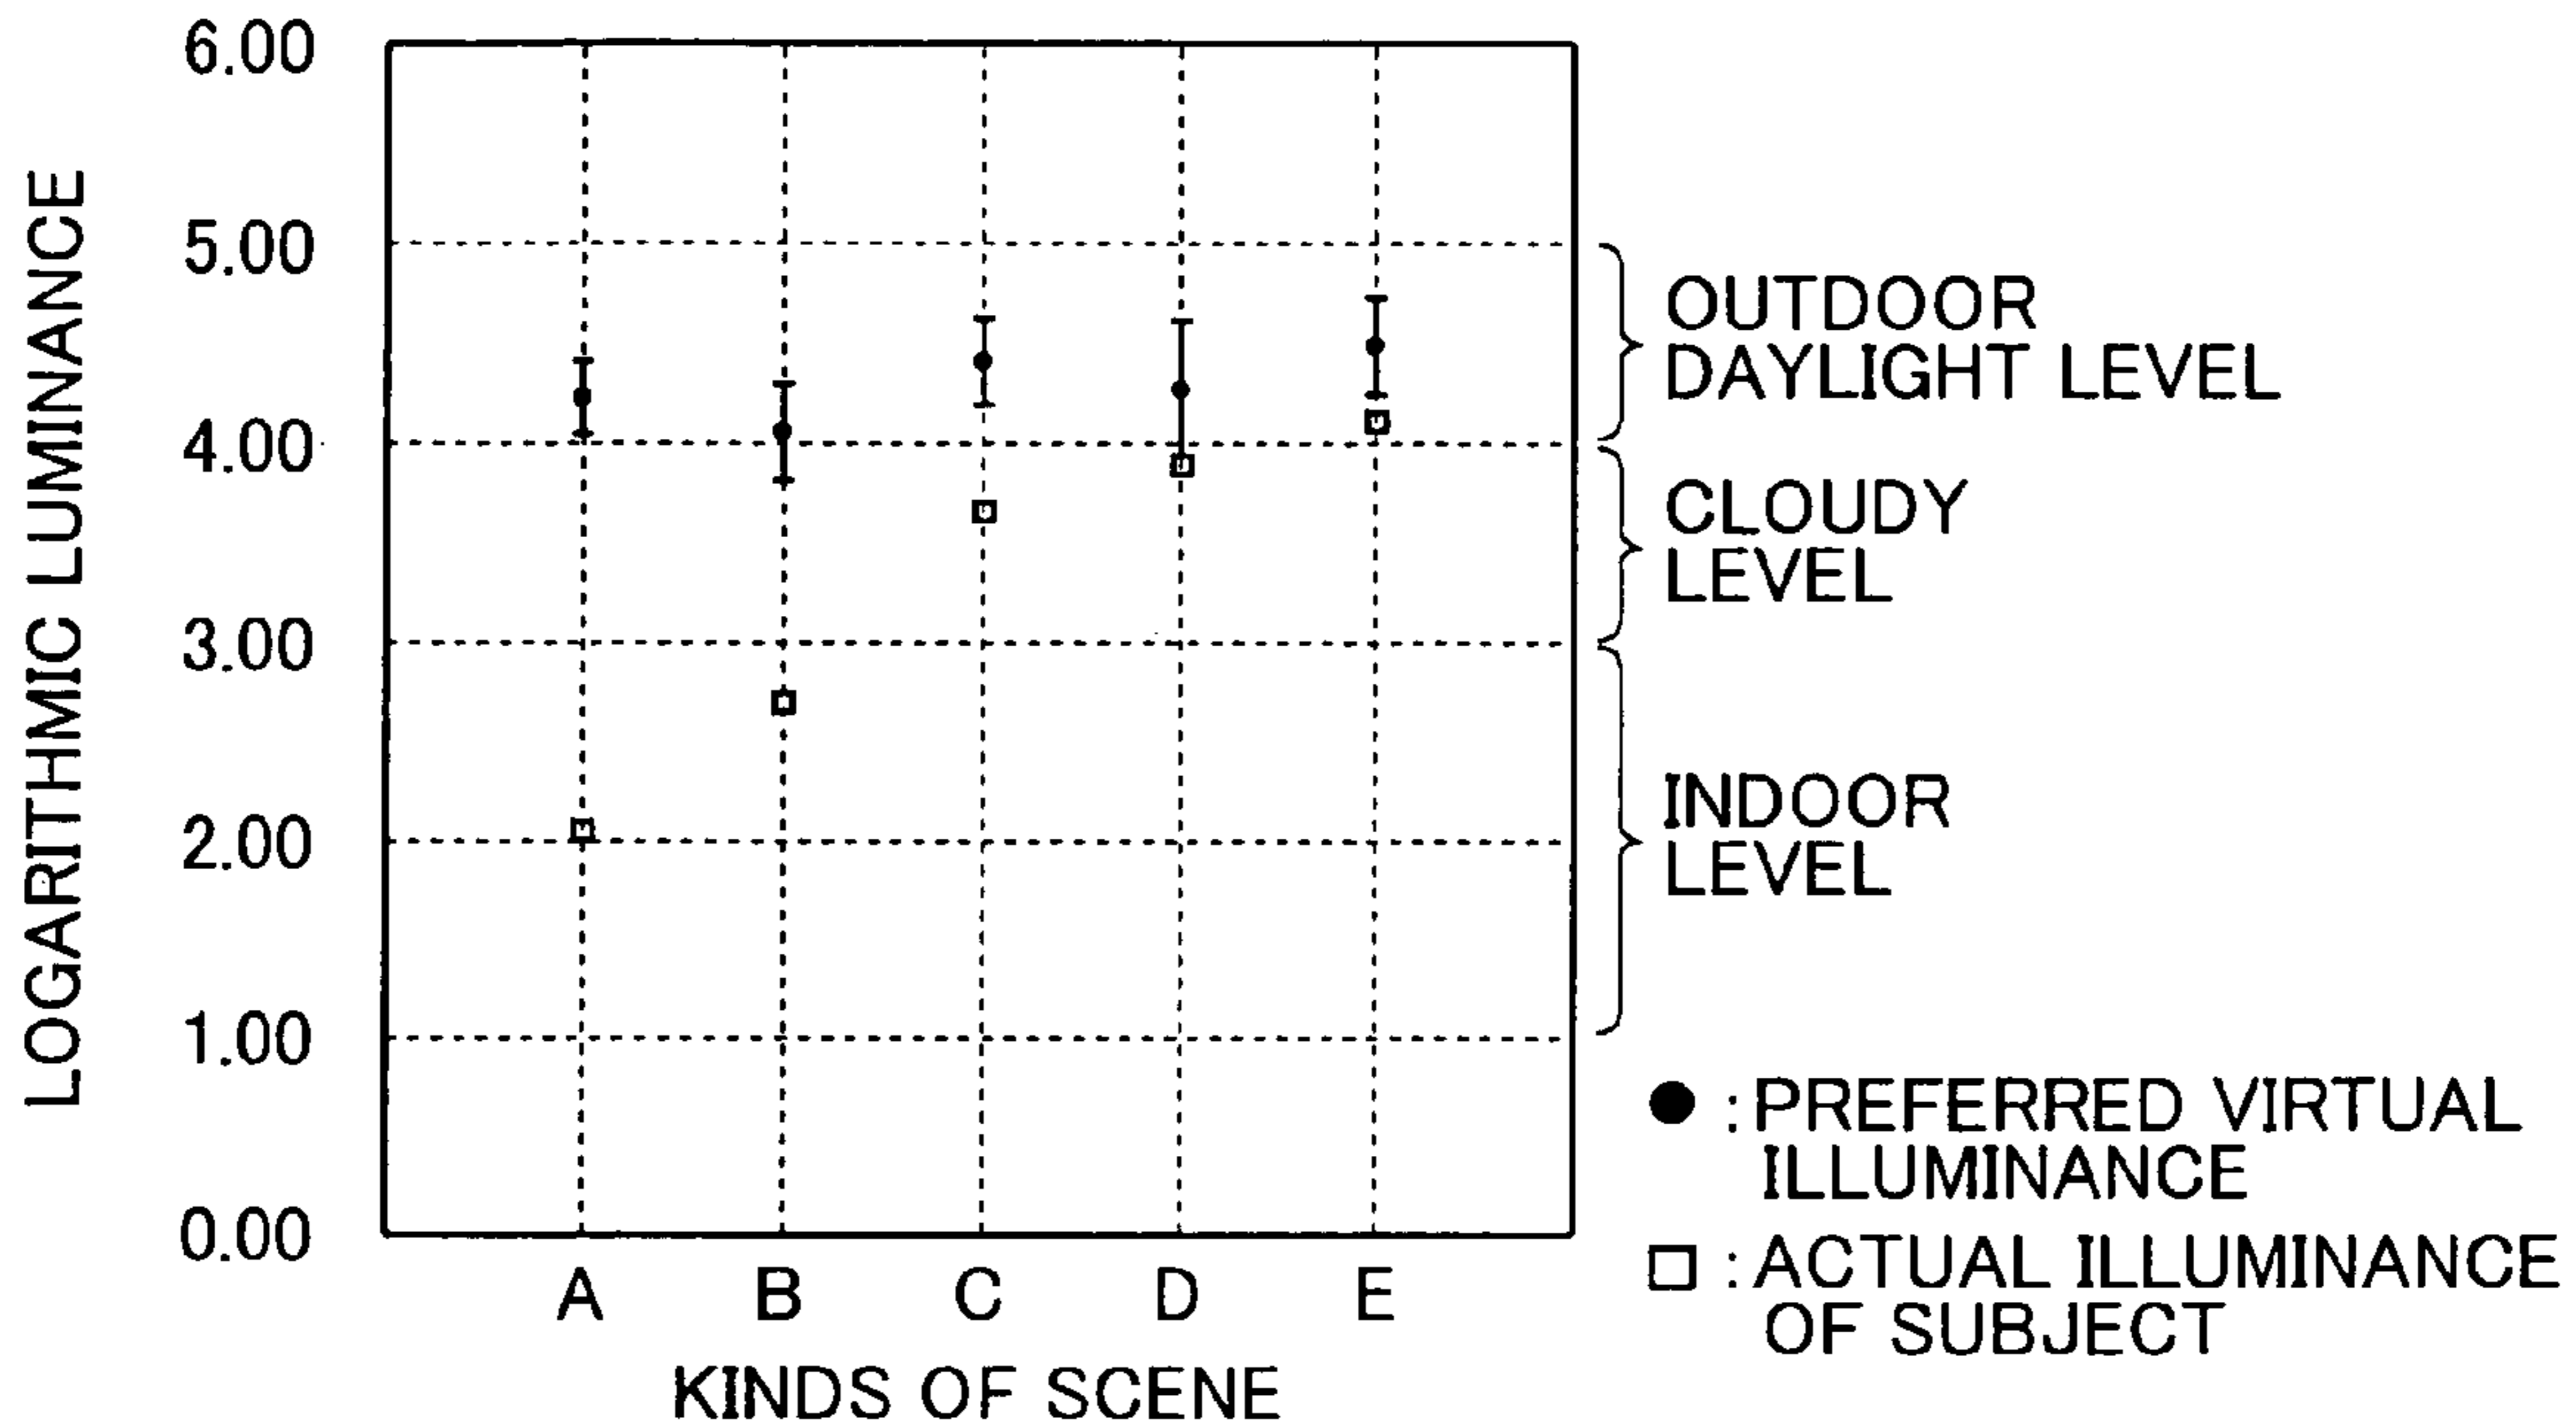 LOGARITHMIC LUMINANCE
6.00
5.00
4.00
3.00
2.00
1.00
0.00
A B C D E
KINDS OF SCENE
OUTDOOR
DAYLIGHT LEVEL
CLOUDY
LEVEL
INDOOR
LEVEL
● : PREFERRED VIRTUAL
ILLUMINANCE
□ : ACTUAL ILLUMINANCE
OF SUBJECT